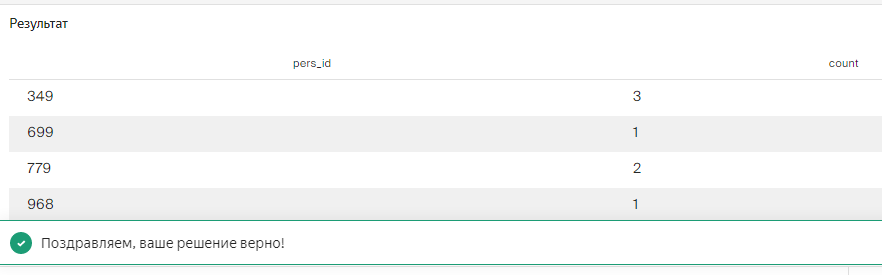 Результат
pers_id count
349 3
699 1
779 2
968 1
Поздравляем, ваше решение верно!